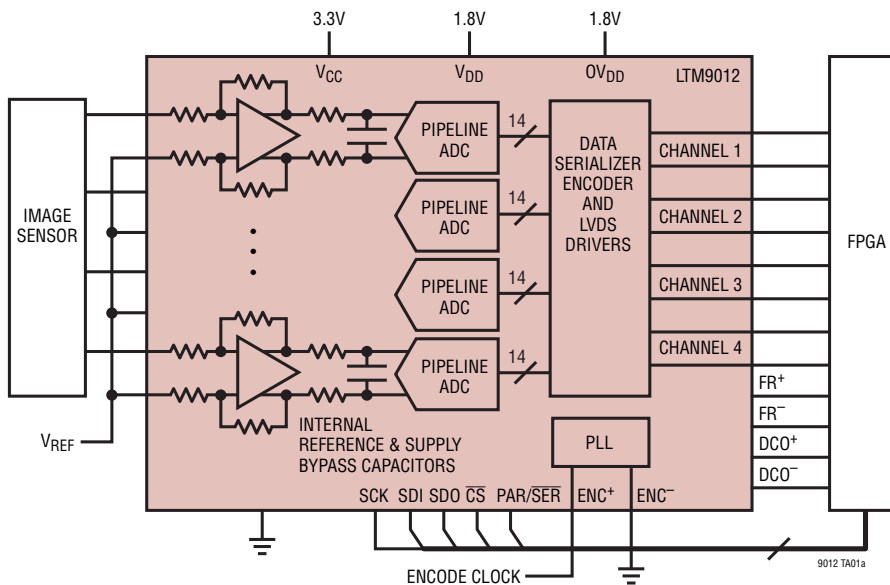 3.3V 1.8V 1.8V
VCC VDD OVDD LTM9012
IMAGE
SENSOR
VREF
PIPELINE
ADC
14
PIPELINE
ADC
14
PIPELINE
ADC
14
PIPELINE
ADC
14
DATA
SERIALIZER
ENCODER
AND
LVDS
DRIVERS
CHANNEL 1
CHANNEL 2
CHANNEL 3
CHANNEL 4
FPGA
FR+
FR−
DCO+
DCO−
INTERNAL
REFERENCE & SUPPLY
BYPASS CAPACITORS
PLL
SCK SDI SDO C̅S̅ PAR/S̅E̅R̅ ENC+ ENC−
ENCODE CLOCK
9012 TA01a